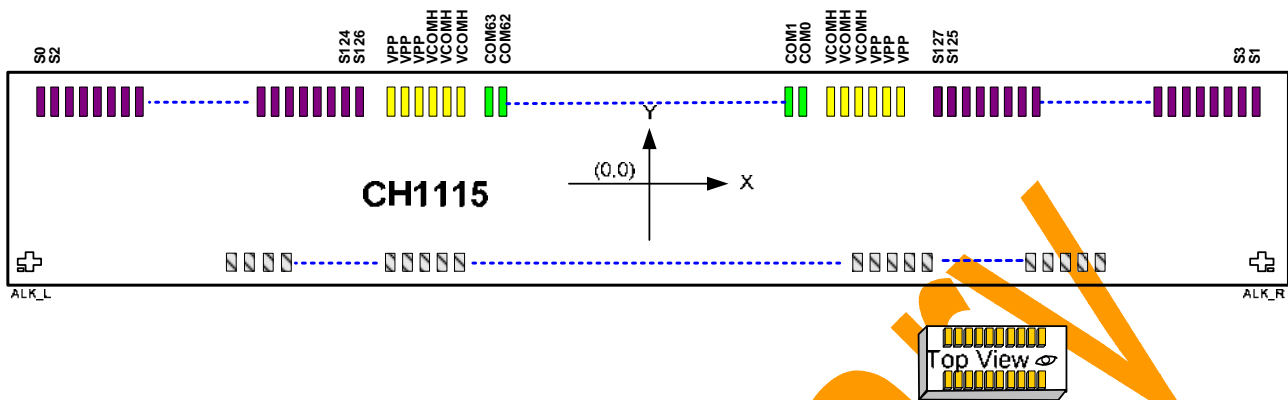 S0 S2 S124 S126 VPP VPP VPP VCOMH VCOMH VCOMH COM63 COM62 COM1 COM0 VCOMH VCOMH VCOMH VPP VPP VPP S127 S125 S3 S1
Y
(0,0) X
CH1115
ALK_L ALK_R
Top View